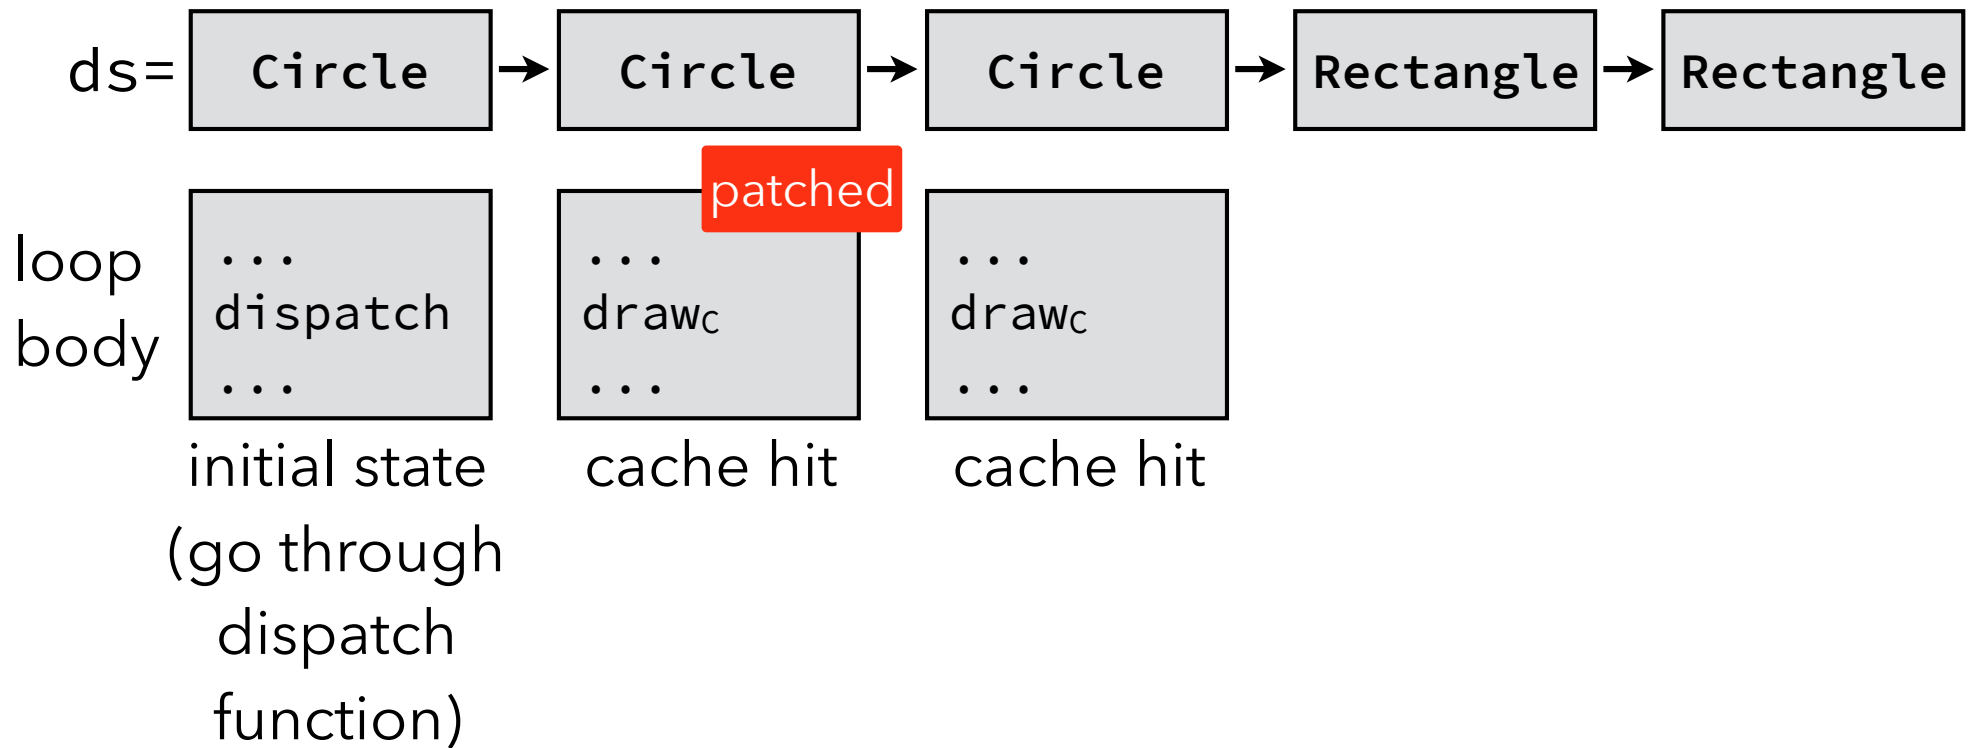 ds= Circle Circle Circle Rectangle Rectangle
patched
loop
body
...
dispatch
...
...
drawC
...
...
drawC
...
initial state
(go through
dispatch
function)
cache hit
cache hit